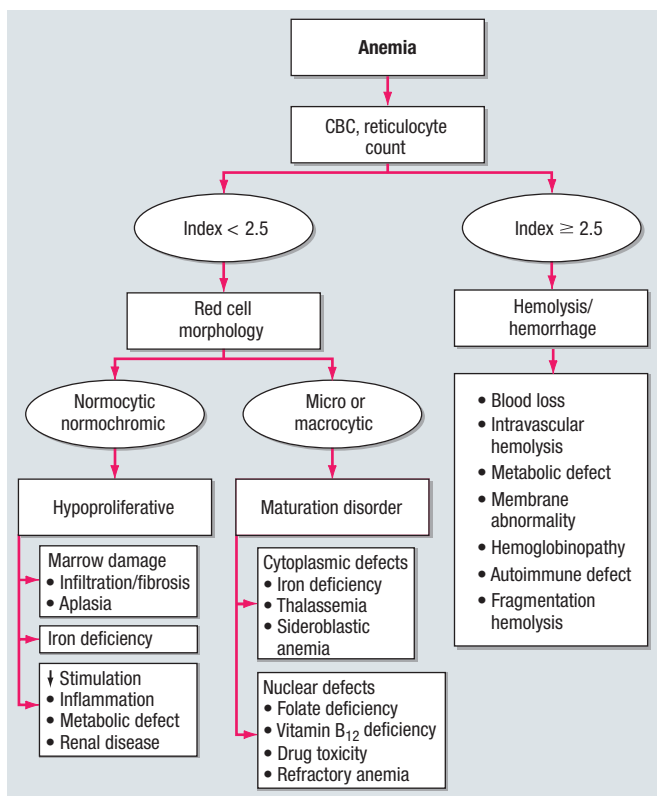 Anemia
CBC, reticulocyte
count
Index < 2.5
Index ≥ 2.5
Red cell
morphology
Hemolysis/
hemorrhage
Normocytic
normochromic
Micro or
macrocytic
• Blood loss
• Intravascular
hemolysis
• Metabolic defect
• Membrane
abnormality
• Hemoglobinopathy
• Autoimmune defect
• Fragmentation
hemolysis
Hypoproliferative
Maturation disorder
Marrow damage
• Infiltration/fibrosis
• Aplasia
Iron deficiency
↓ Stimulation
• Inflammation
• Metabolic defect
• Renal disease
Cytoplasmic defects
• Iron deficiency
• Thalassemia
• Sideroblastic
anemia
Nuclear defects
• Folate deficiency
• Vitamin B₁₂ deficiency
• Drug toxicity
• Refractory anemia